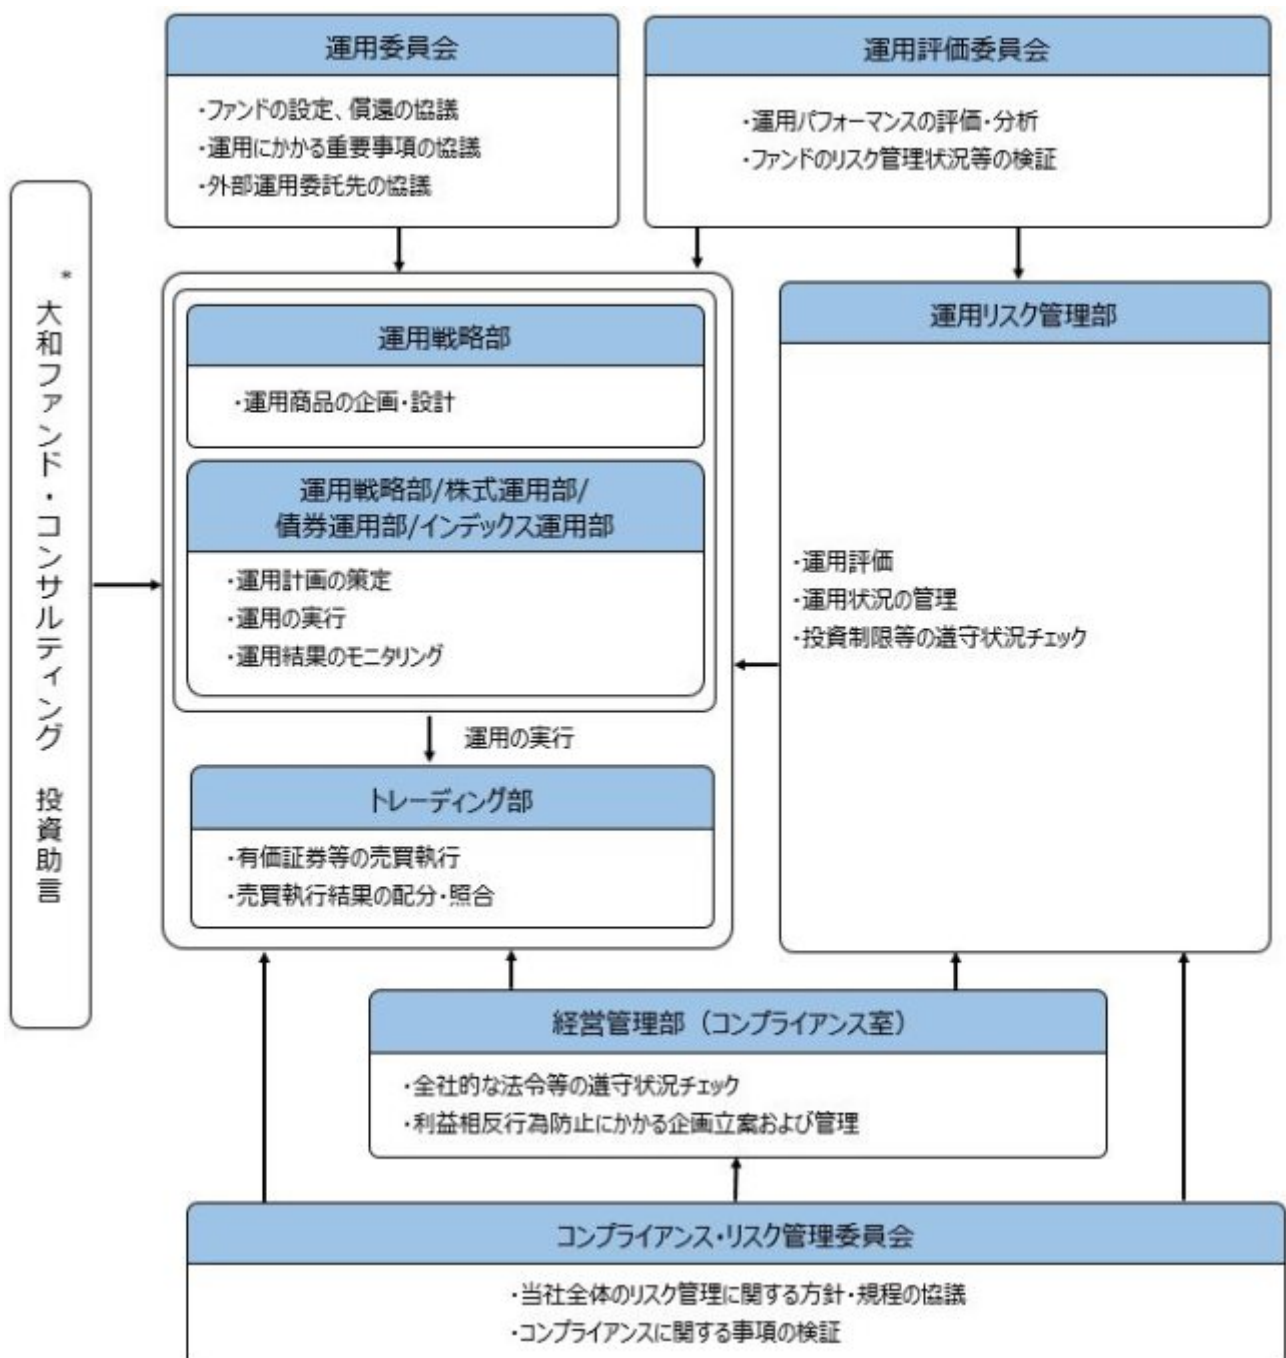 運用委員会
・ファンドの設定、償還の協議
・運用にかかる重要事項の協議
・外部運用委託先の協議
運用評価委員会
・運用パフォーマンスの評価・分析
・ファンドのリスク管理状況等の検証
*
大和ファンド・コンサルティング 投資助言
運用戦略部
・運用商品の企画・設計
運用戦略部/株式運用部/
債券運用部/インデックス運用部
・運用計画の策定
・運用の実行
・運用結果のモニタリング
運用の実行
トレーディング部
・有価証券等の売買執行
・売買執行結果の配分・照合
運用リスク管理部
・運用評価
・運用状況の管理
・投資制限等の遵守状況チェック
経営管理部（コンプライアンス室）
・全社的な法令等の遵守状況チェック
・利益相反行為防止にかかる企画立案および管理
コンプライアンス・リスク管理委員会
・当社全体のリスク管理に関する方針・規程の協議
・コンプライアンスに関する事項の検証